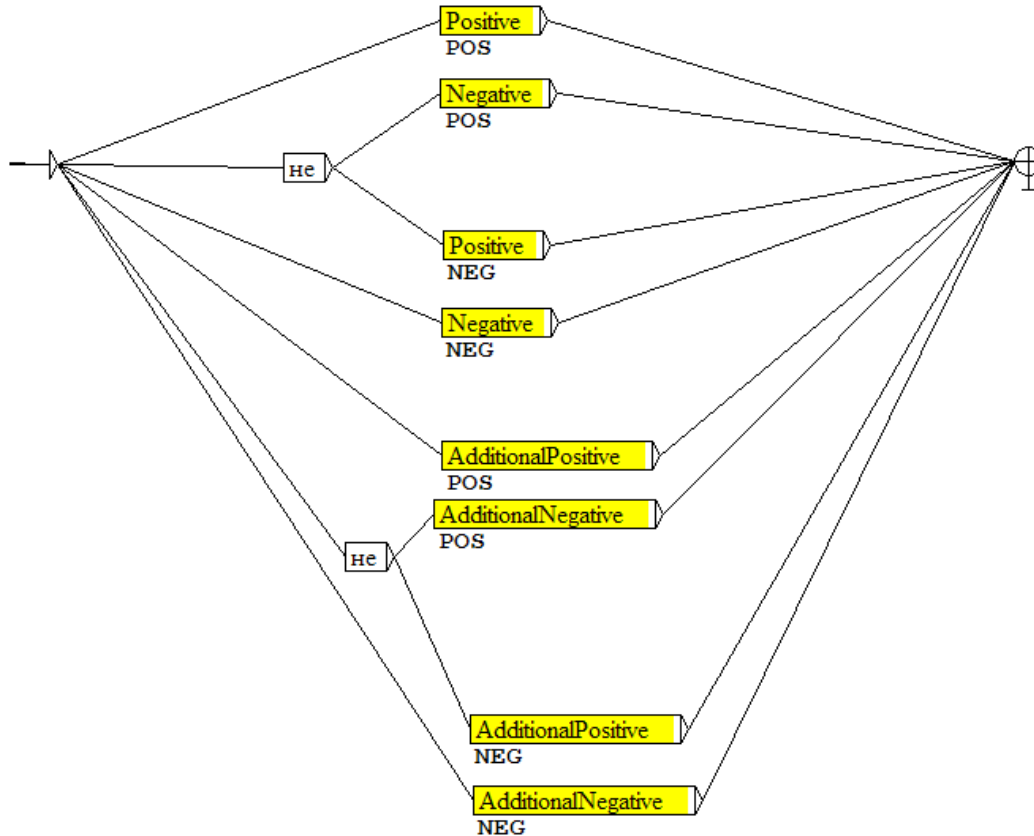 Positive
POS
Negative
POS
не
Positive
NEG
Negative
NEG
AdditionalPositive
POS
AdditionalNegative
POS
не
AdditionalPositive
NEG
AdditionalNegative
NEG